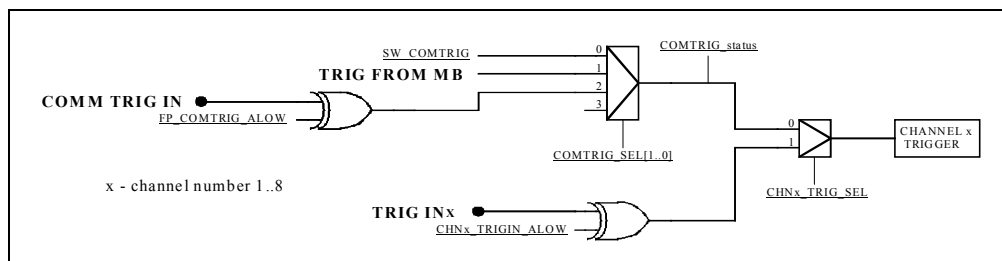 SW_COMTRIG
TRIG FROM MB
COMM TRIG IN
FP_COMTRIG_ALOW
0
1
2
3
COMTRIG_SEL[1..0]
COMTRIG_status
0
1
CHANNEL x
TRIGGER
CHNx_TRIG_SEL
x - channel number 1..8
TRIG INx
CHNx_TRIGIN_ALOW